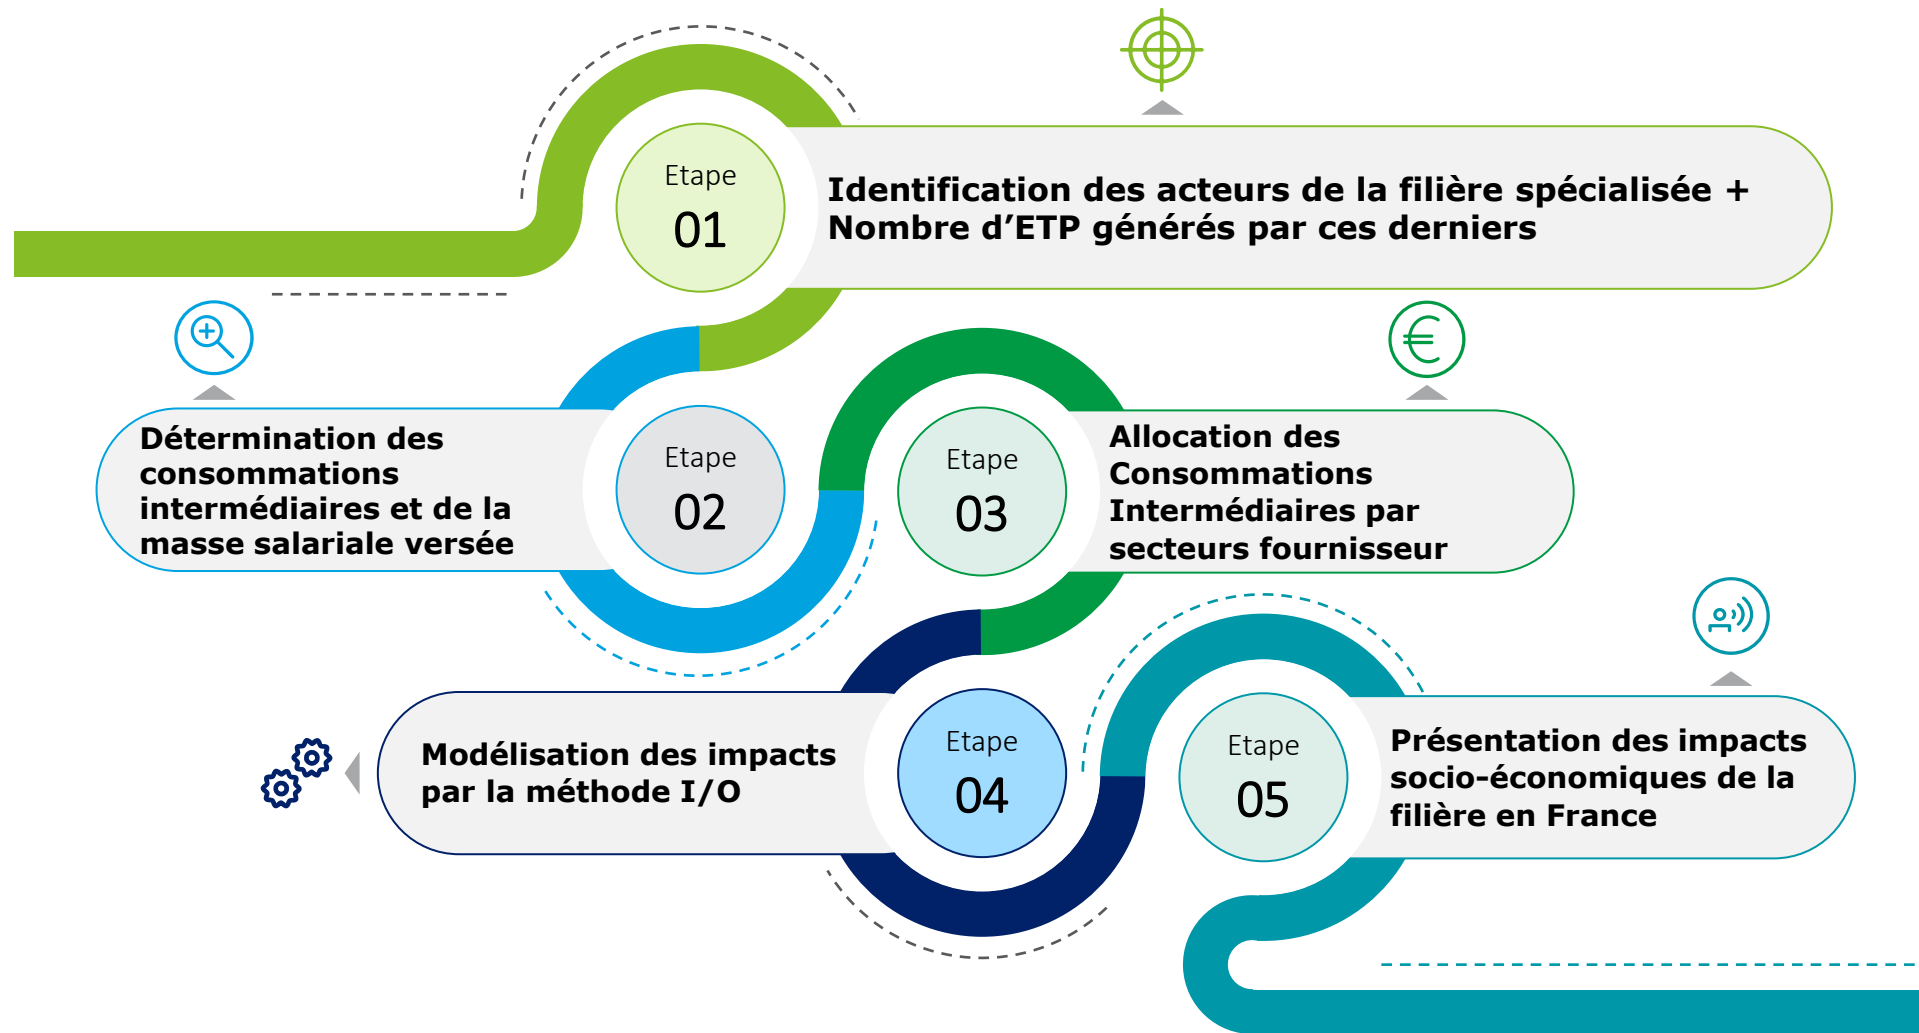 Etape
01
Identification des acteurs de la filière spécialisée +
Nombre d’ETP générés par ces derniers
Détermination des
consommations
intermédiaires et de la
masse salariale versée
Etape
02
Etape
03
Allocation des
Consommations
Intermédiaires par
secteurs fournisseur
Modélisation des impacts
par la méthode I/O
Etape
04
Etape
05
Présentation des impacts
socio-économiques de la
filière en France